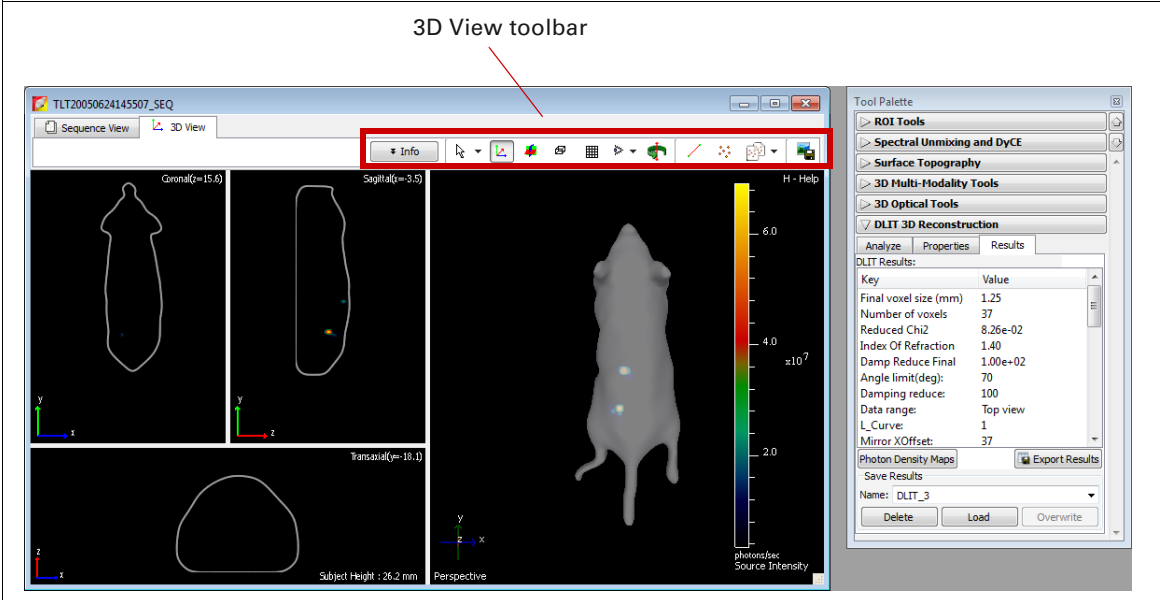 3D View toolbar
TLT20050624145507_SEQ
Sequence View 3D View
Info
Coronal(z=15.6)
Sagittal(x=-3.5)
H - Help
6.0
4.0
x10^7
2.0
photons/sec
Source Intensity
y
x
y
z
Transaxial(y=-18.1)
z
x
Subject Height : 26.2 mm
y
z x
Perspective
Tool Palette
ROI Tools
Spectral Unmixing and DyCE
Surface Topography
3D Multi-Modality Tools
3D Optical Tools
DLIT 3D Reconstruction
Analyze Properties Results
DLIT Results:
Key Value
Final voxel size (mm) 1.25
Number of voxels 37
Reduced Chi2 8.26e-02
Index Of Refraction 1.40
Damp Reduce Final 1.00e+02
Angle limit(deg): 70
Damping reduce: 100
Data range: Top view
L_Curve: 1
Mirror XOffset: 37
Photon Density Maps Export Results
Save Results
Name: DLIT_3
Delete Load Overwrite